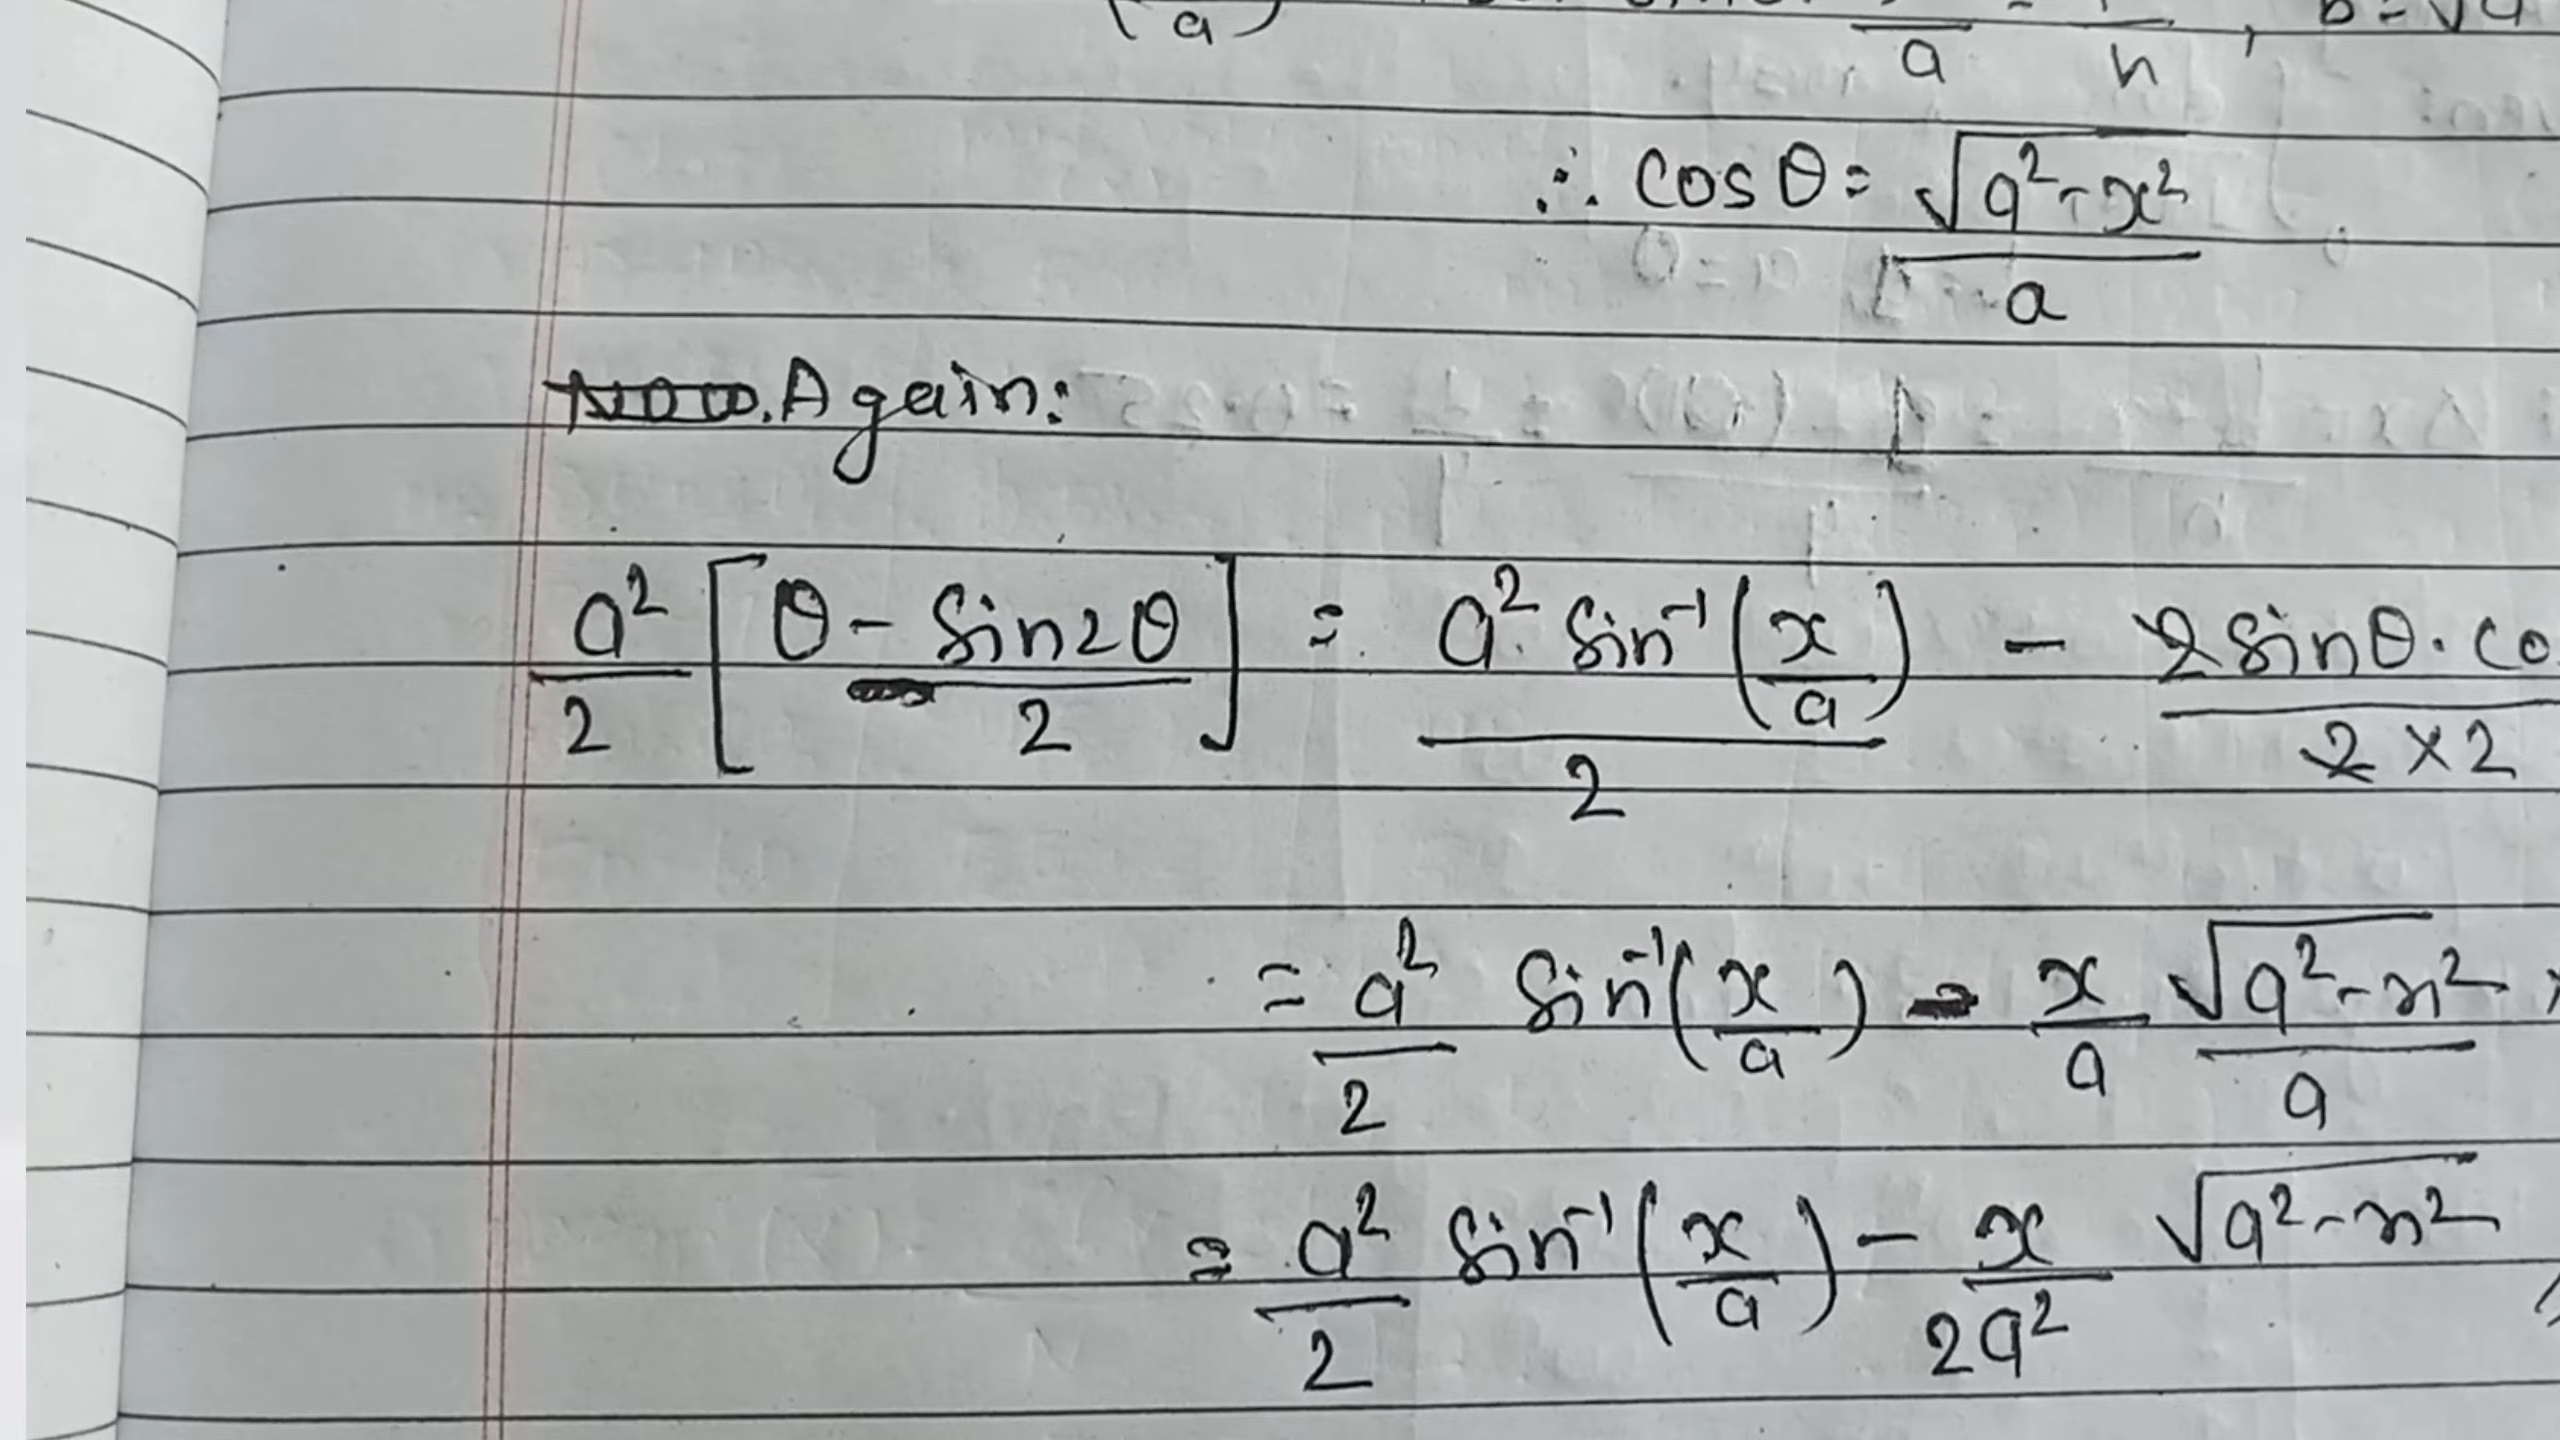 (a) a h , b = √a
∴ cos θ = √(a² - x²) / a
Again:
a²/2 [θ - sin2θ/2] = a² sin⁻¹(x/a) / 2 - 2 sinθ · co / 2 × 2
= a²/2 sin⁻¹(x/a) - x/a √(a² - x²) / a
= a²/2 sin⁻¹(x/a) - x/2a² √(a² - x²)